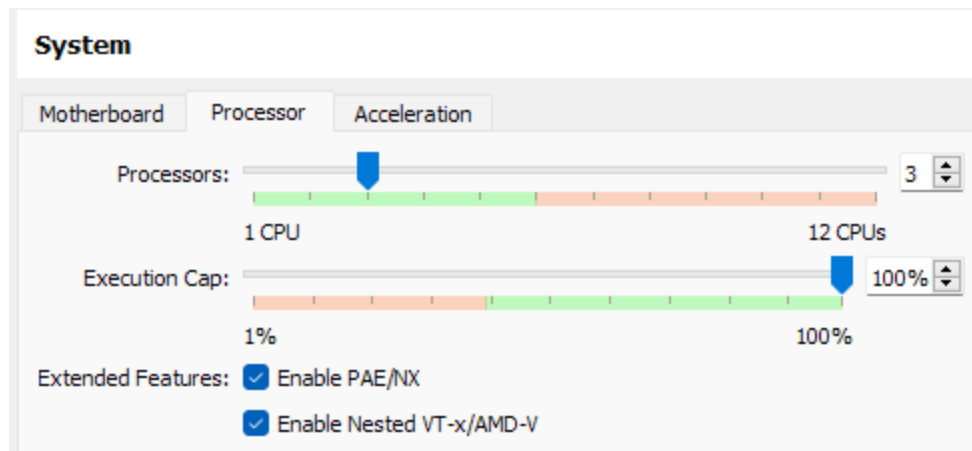 System
Motherboard Processor Acceleration
Processors: 3
1 CPU 12 CPUs
Execution Cap: 100%
1% 100%
Extended Features: Enable PAE/NX
Enable Nested VT-x/AMD-V